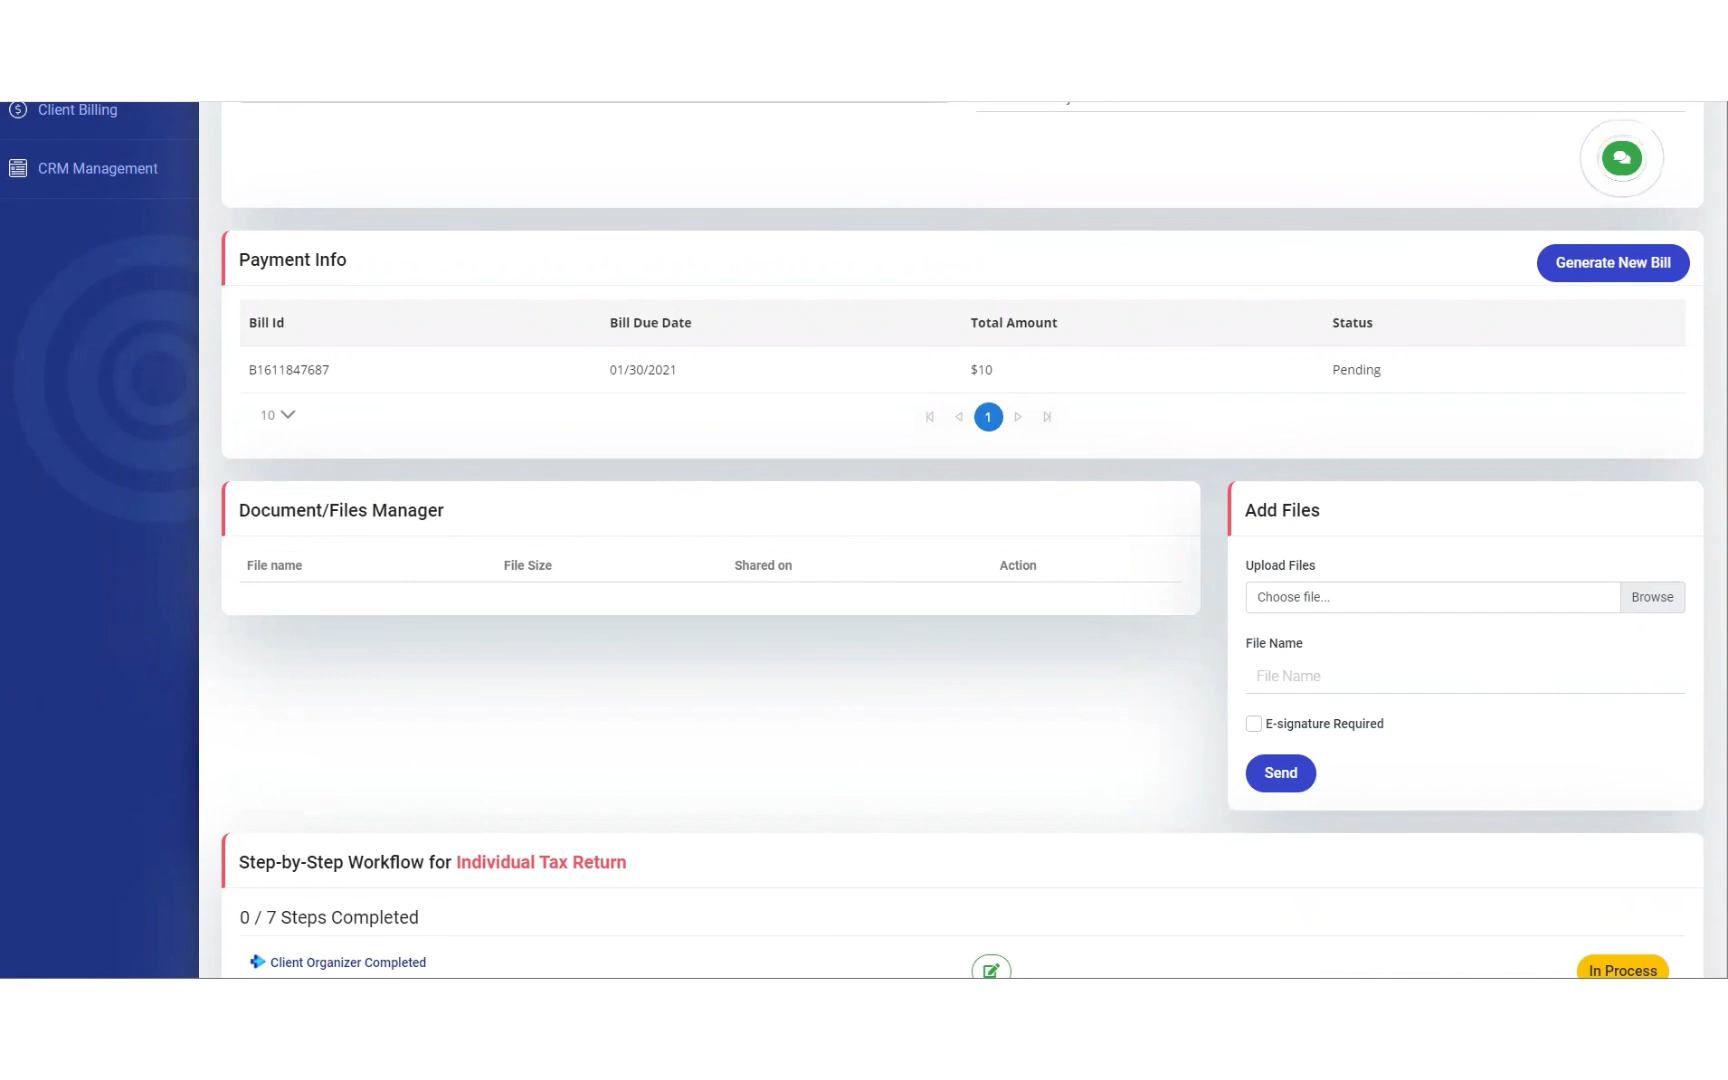 Client Billing
CRM Management
Payment Info
Generate New Bill
Bill Id Bill Due Date Total Amount Status
B1611847687 01/30/2021 $10 Pending
10 1
Document/Files Manager
File name File Size Shared on Action
Add Files
Upload Files
Choose file... Browse
File Name
File Name
E-signature Required
Send
Step-by-Step Workflow for Individual Tax Return
0 / 7 Steps Completed
Client Organizer Completed
In Process